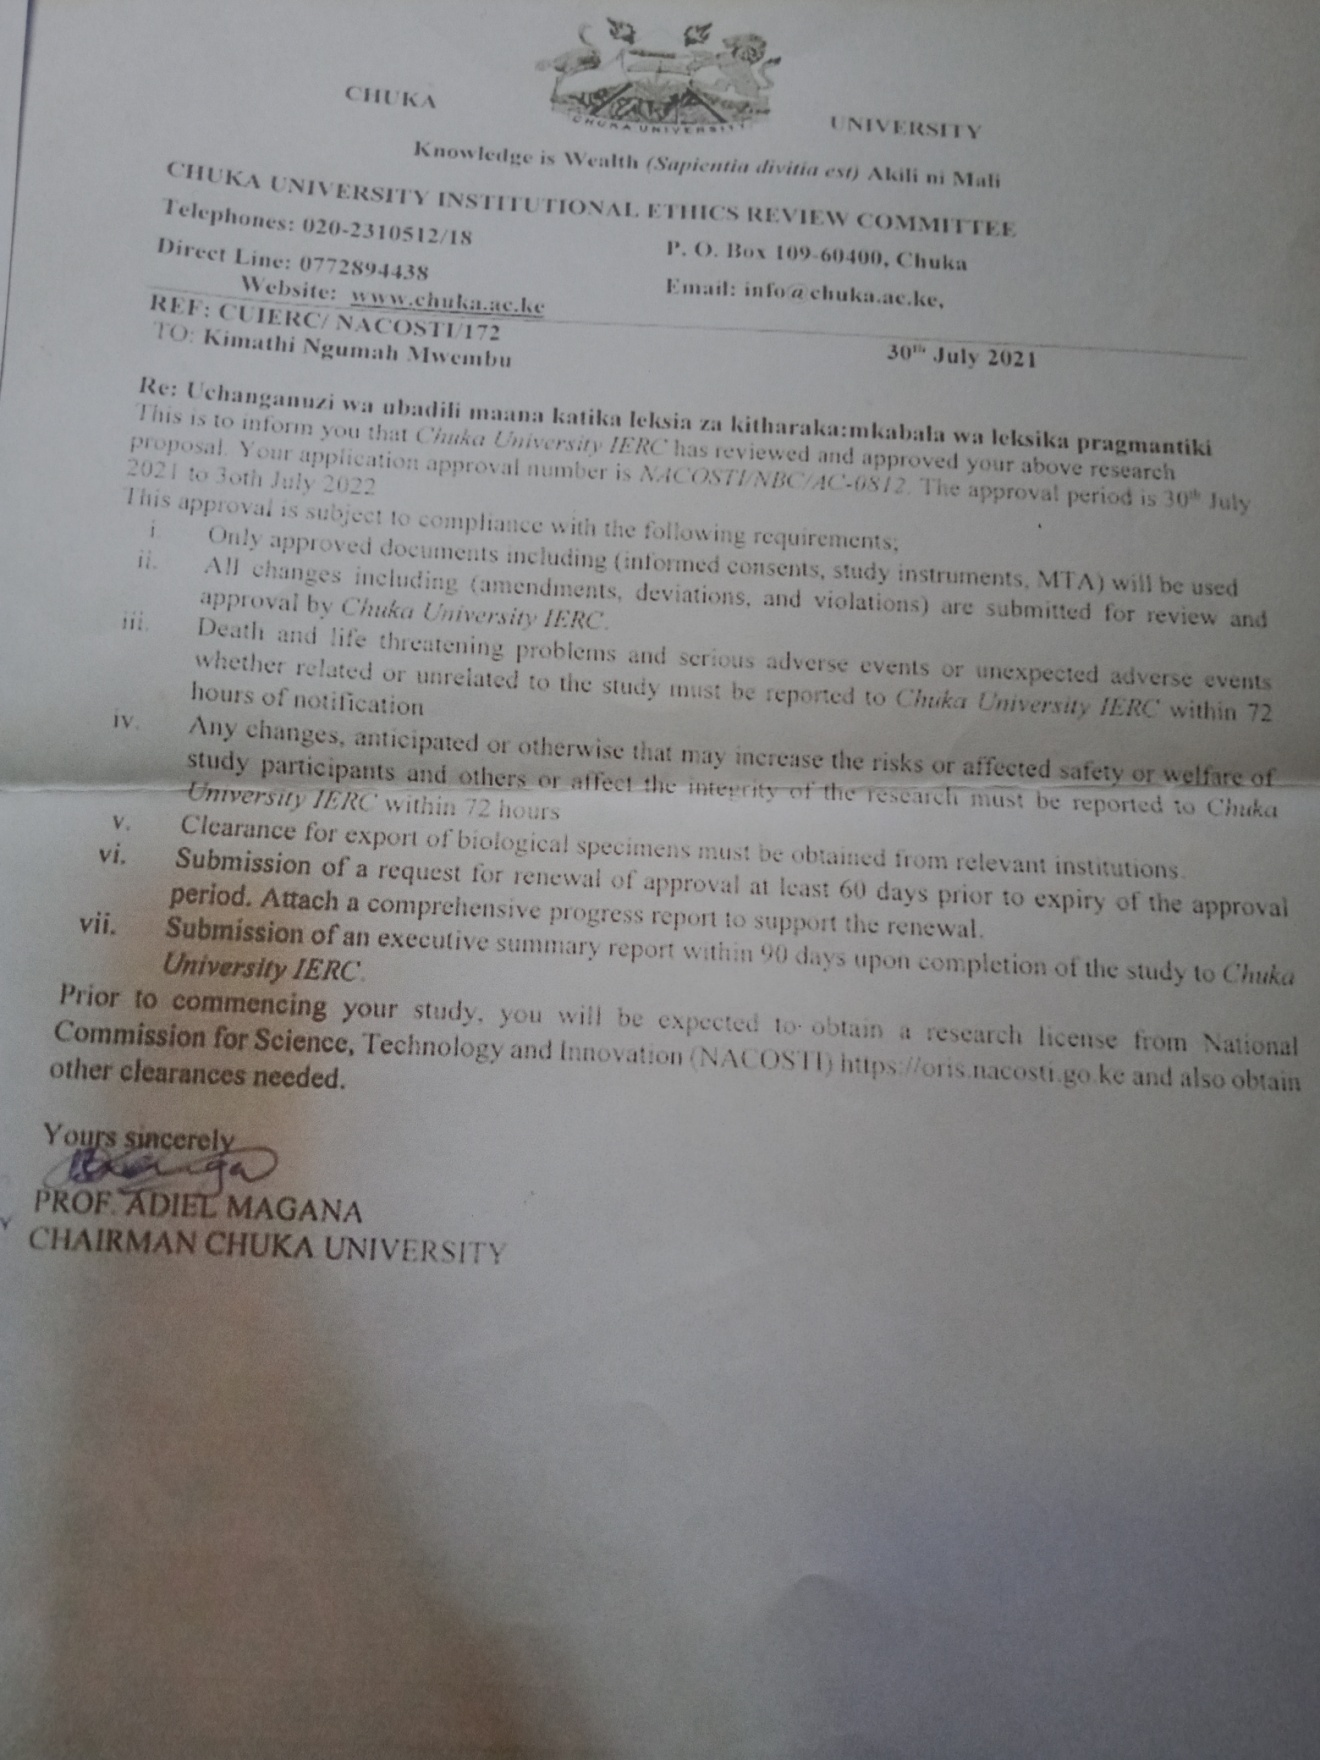 CHUKA UNIVERSITY
CHUKA UNIVERSITY
Knowledge is Wealth (Sapientia divitia est) Akili ni Mali
CHUKA UNIVERSITY INSTITUTIONAL ETHICS REVIEW COMMITTEE
Telephones: 020-2310512/18
P. O. Box 109-60400, Chuka
Direct Line: 0772894438
Email: info@chuka.ac.ke,
Website: www.chuka.ac.ke
REF: CUIERC/ NACOSTI/172
30th July 2021
TO: Kimathi Ngumah Mwembu
Re: Uchanganuzi wa ubadili maana katika leksia za kitharaka:mkabala wa leksika pragmantiki
This is to inform you that Chuka University IERC has reviewed and approved your above research
proposal. Your application approval number is NACOSTI/NBC/AC-0812. The approval period is 30th July
2021 to 3oth July 2022
This approval is subject to compliance with the following requirements;
i. Only approved documents including (informed consents, study instruments, MTA) will be used
ii. All changes including (amendments, deviations, and violations) are submitted for review and
approval by Chuka University IERC.
iii. Death and life threatening problems and serious adverse events or unexpected adverse events
whether related or unrelated to the study must be reported to Chuka University IERC within 72
hours of notification
iv. Any changes, anticipated or otherwise that may increase the risks or affected safety or welfare of
study participants and others or affect the integrity of the research must be reported to Chuka
University IERC within 72 hours
v. Clearance for export of biological specimens must be obtained from relevant institutions.
vi. Submission of a request for renewal of approval at least 60 days prior to expiry of the approval
period. Attach a comprehensive progress report to support the renewal.
vii. Submission of an executive summary report within 90 days upon completion of the study to Chuka
University IERC.
Prior to commencing your study, you will be expected to obtain a research license from National
Commission for Science, Technology and Innovation (NACOSTI) https://oris.nacosti.go.ke and also obtain
other clearances needed.
Yours sincerely
PROF. ADIEL MAGANA
CHAIRMAN CHUKA UNIVERSITY